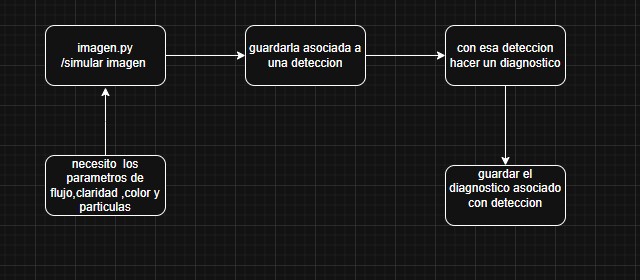 imagen.py
/simular imagen
guardarla asociada a
una deteccion
con esa deteccion
hacer un diagnostico
necesito los
parametros de
flujo,claridad ,color y
particulas
guardar el
diagnostico asociado
con deteccion